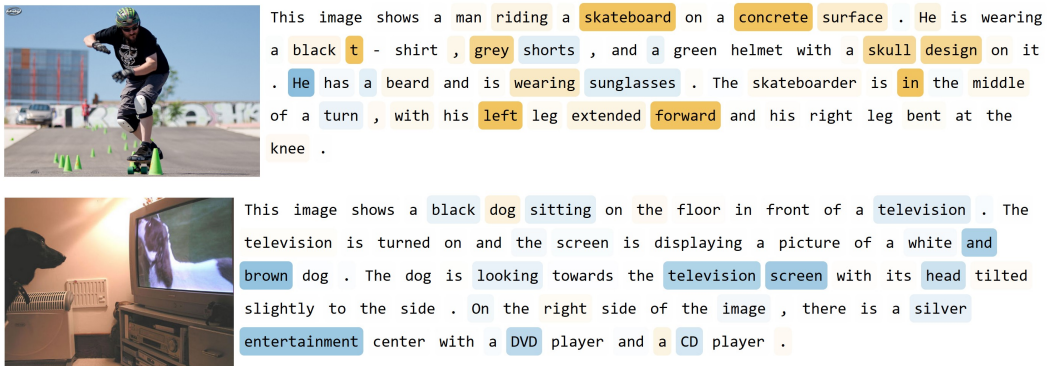 This image shows a man riding a skateboard on a concrete surface . He is wearing
a black t - shirt , grey shorts , and a green helmet with a skull design on it
. He has a beard and is wearing sunglasses . The skateboarder is in the middle
of a turn , with his left leg extended forward and his right leg bent at the
knee .
This image shows a black dog sitting on the floor in front of a television . The
television is turned on and the screen is displaying a picture of a white and
brown dog . The dog is looking towards the television screen with its head tilted
slightly to the side . On the right side of the image , there is a silver
entertainment center with a DVD player and a CD player .